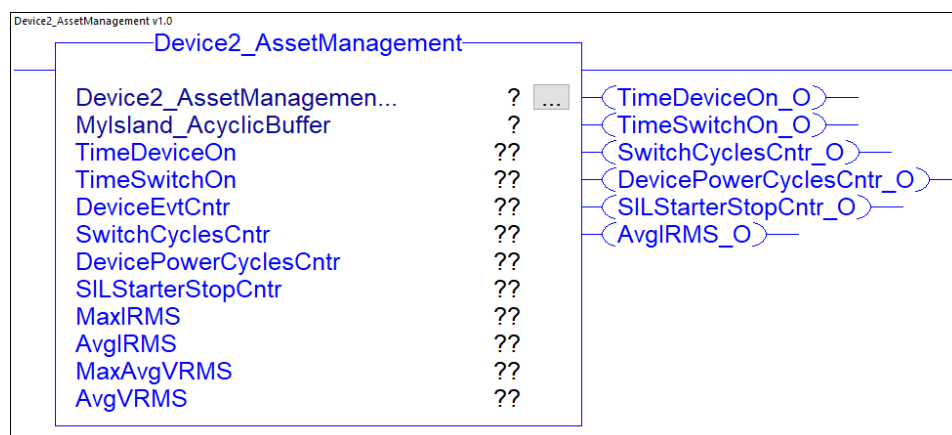 Device2_AssetManagement v1.0
Device2_AssetManagement
Device2_AssetManagemen... ? ... TimeDeviceOn_O
MyIsland_AcyclicBuffer ? TimeSwitchOn_O
TimeDeviceOn ?? SwitchCyclesCntr_O
TimeSwitchOn ?? DevicePowerCyclesCntr_O
DeviceEvtCntr ?? SILStarterStopCntr_O
SwitchCyclesCntr ?? AvgIRMS_O
DevicePowerCyclesCntr ??
SILStarterStopCntr ??
MaxIRMS ??
AvgIRMS ??
MaxAvgVRMS ??
AvgVRMS ??